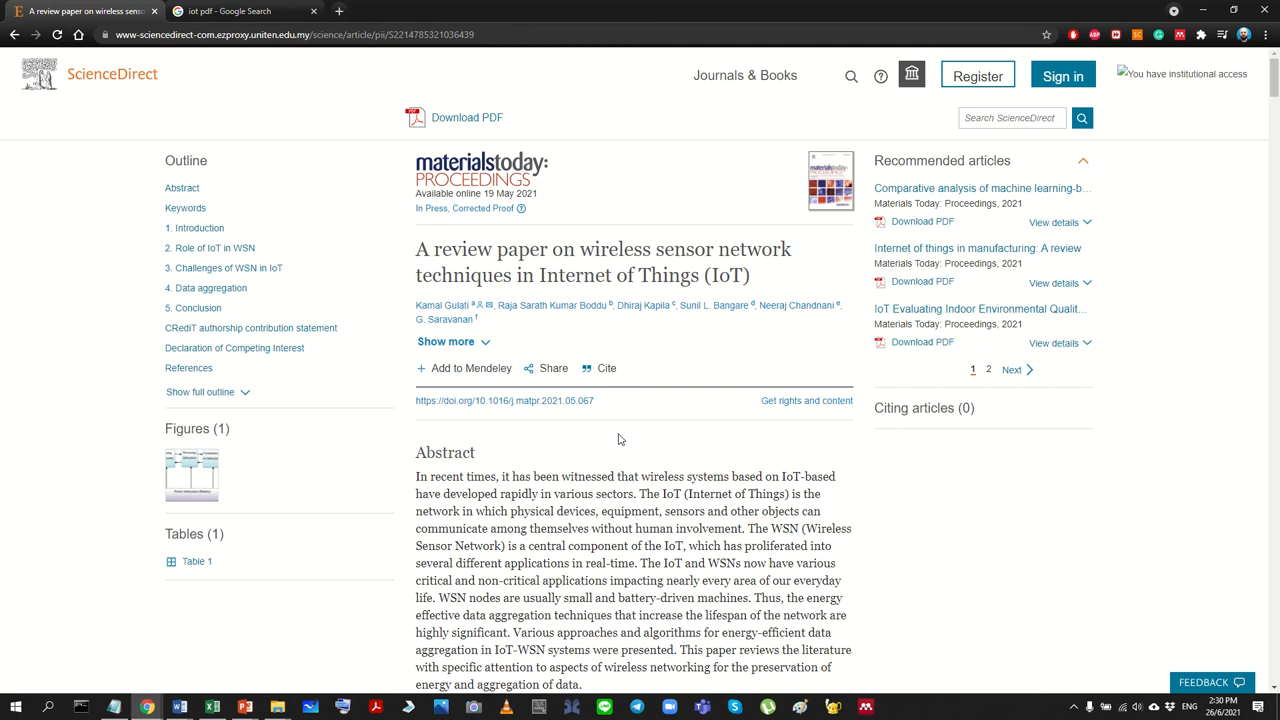 A review paper on wireless sen
sarah kumar - Google Search
sciencedirect-com.eproxy.uniten.edu.my/science/article/pii/S2214785321036439
ScienceDirect
Journals & Books
Register
Sign in
You have institutional access
Download PDF
Search ScienceDirect
Outline
Abstract
Keywords
1. Introduction
2. Role of IoT in WSN
3. Challenges of WSN in IoT
4. Data aggregation
5. Conclusion
CRediT authorship contribution statement
Declaration of Competing Interest
References
Show full outline
Figures (1)
Tables (1)
Table 1
materialstoday:
PROCEEDINGS
Available online 19 May 2021
In Press, Corrected Proof
A review paper on wireless sensor network
techniques in Internet of Things (IoT)
Kamal Gulati a, Raja Sarath Kumar Boddu b, Dhiraj Kapila c, Sunil L. Bangare d, Neeraj Chandnani e,
G. Saravanan f
Show more
Add to Mendeley Share Cite
https://doi.org/10.1016/j.matpr.2021.05.067
Get rights and content
Abstract
In recent times, it has been witnessed that wireless systems based on IoT-based
have developed rapidly in various sectors. The IoT (Internet of Things) is the
network in which physical devices, equipment, sensors and other objects can
communicate among themselves without human involvement. The WSN (Wireless
Sensor Network) is a central component of the IoT, which has proliferated into
several different applications in real-time. The IoT and WSNs now have various
critical and non-critical applications impacting nearly every area of our everyday
life. WSN nodes are usually small and battery-driven machines. Thus, the energy
effective data aggregation techniques that increase the lifespan of the network are
highly significant. Various approaches and algorithms for energy-efficient data
aggregation in IoT-WSN systems were presented. This paper reviews the literature
with specific attention to aspects of wireless networking for the preservation of
energy and aggregation of data.
Recommended articles
Comparative analysis of machine learning-b...
Materials Today: Proceedings, 2021
Download PDF View details
Internet of things in manufacturing: A review
Materials Today: Proceedings, 2021
Download PDF View details
IoT Evaluating Indoor Environmental Qualit...
Materials Today: Proceedings, 2021
Download PDF View details
1 2 Next
Citing articles (0)
FEEDBACK
ENG
2:30 PM
26/6/2021